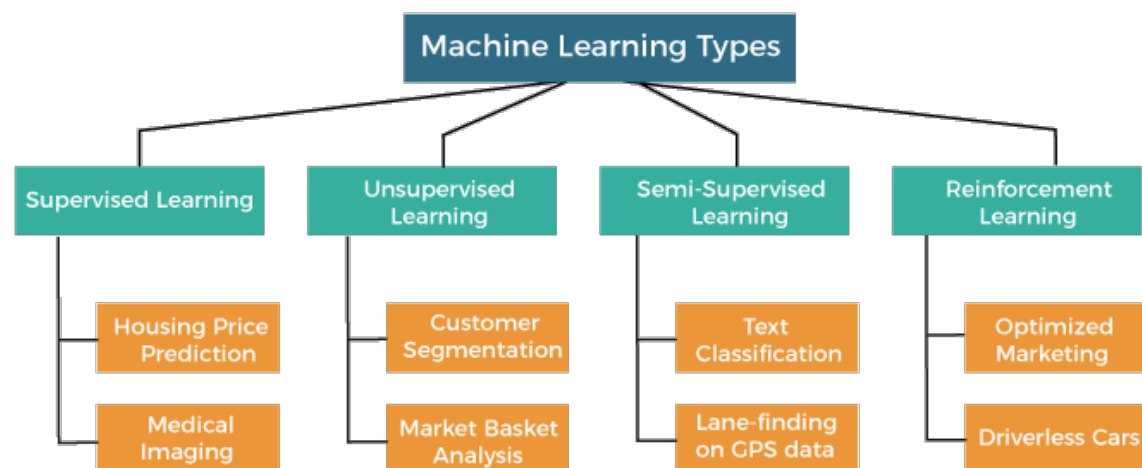 Machine Learning Types
Supervised Learning
Unsupervised
Learning
Semi-Supervised
Learning
Reinforcement
Learning
Housing Price
Prediction
Customer
Segmentation
Text
Classification
Optimized
Marketing
Medical
Imaging
Market Basket
Analysis
Lane-finding
on GPS data
Driverless Cars